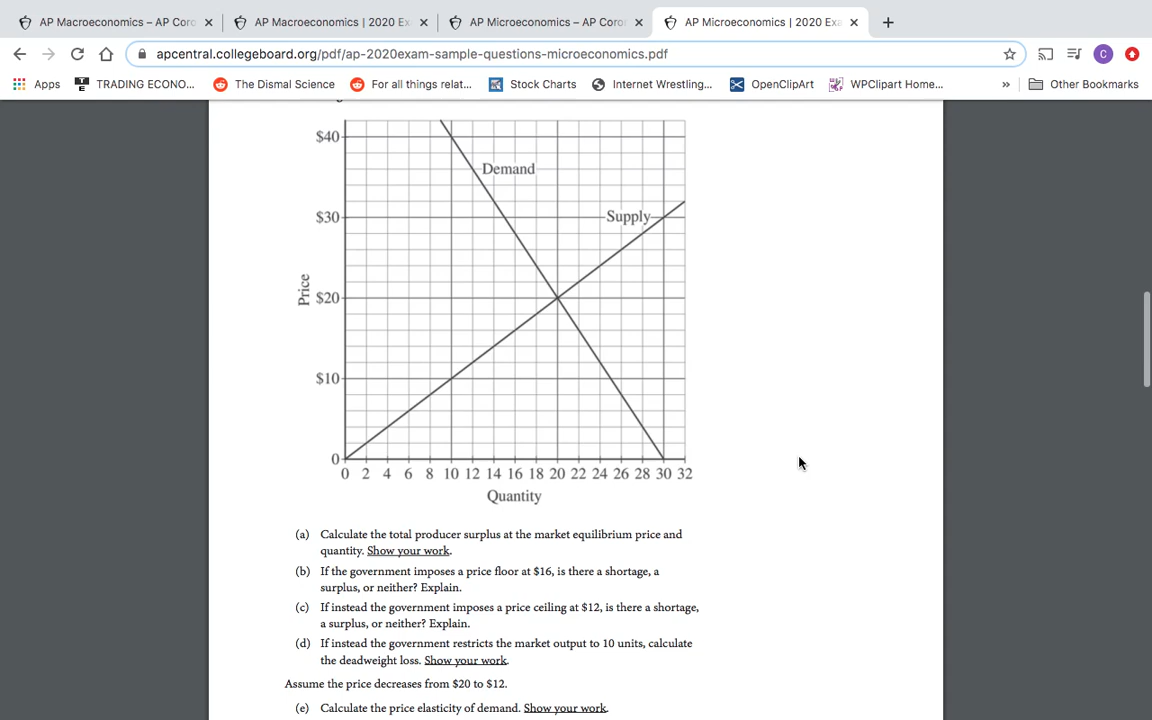 AP Macroeconomics – AP Coro
AP Macroeconomics | 2020 Ex
AP Microeconomics – AP Coro
AP Microeconomics | 2020 Exa
apcentral.collegeboard.org/pdf/ap-2020exam-sample-questions-microeconomics.pdf
C
Apps
TRADING ECONO...
The Dismal Science
For all things relat...
Stock Charts
Internet Wrestling...
OpenClipArt
WPClipart Home...
»
Other Bookmarks
$40
Demand
$30
Supply
Price
$20
$10
0
0 2 4 6 8 10 12 14 16 18 20 22 24 26 28 30 32
Quantity
(a) Calculate the total producer surplus at the market equilibrium price and
quantity. Show your work.
(b) If the government imposes a price floor at $16, is there a shortage, a
surplus, or neither? Explain.
(c) If instead the government imposes a price ceiling at $12, is there a shortage,
a surplus, or neither? Explain.
(d) If instead the government restricts the market output to 10 units, calculate
the deadweight loss. Show your work.
Assume the price decreases from $20 to $12.
(e) Calculate the price elasticity of demand. Show your work.